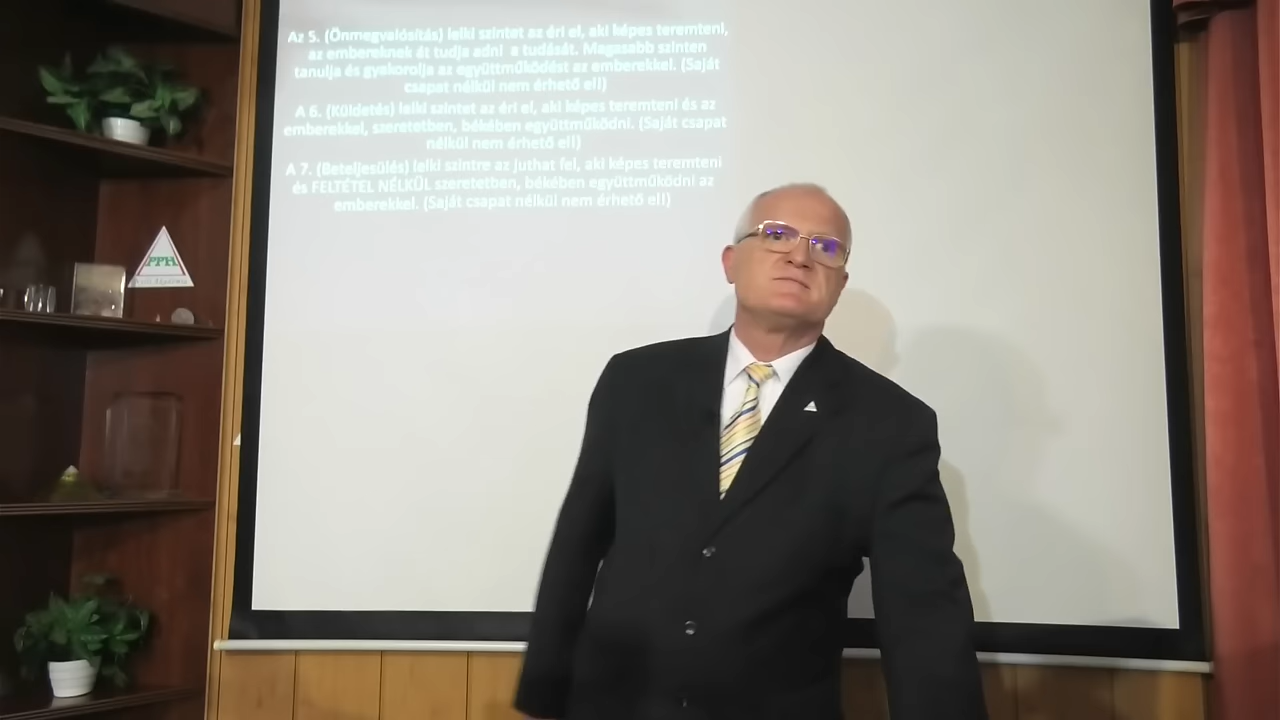 Az 5. (Önmegvalósítás) lelki szintet az éri el, aki képes teremteni,
az embereknek át tudja adni a tudását. Magasabb szinten
tanulja és gyakorolja az együttműködést az emberekkel. (Saját
csapat nélkül nem érhető el!)
A 6. (Küldetés) lelki szintet az éri el, aki képes teremteni és az
emberekkel, szeretetben, békében együttműködni. (Saját csapat
nélkül nem érhető el!)
A 7. (Beteljesülés) lelki szintre az juthat fel, aki képes teremteni
és FELTÉTEL NÉLKÜL szeretetben, békében együttműködni az
emberekkel. (Saját csapat nélkül nem érhető el!)
PPH